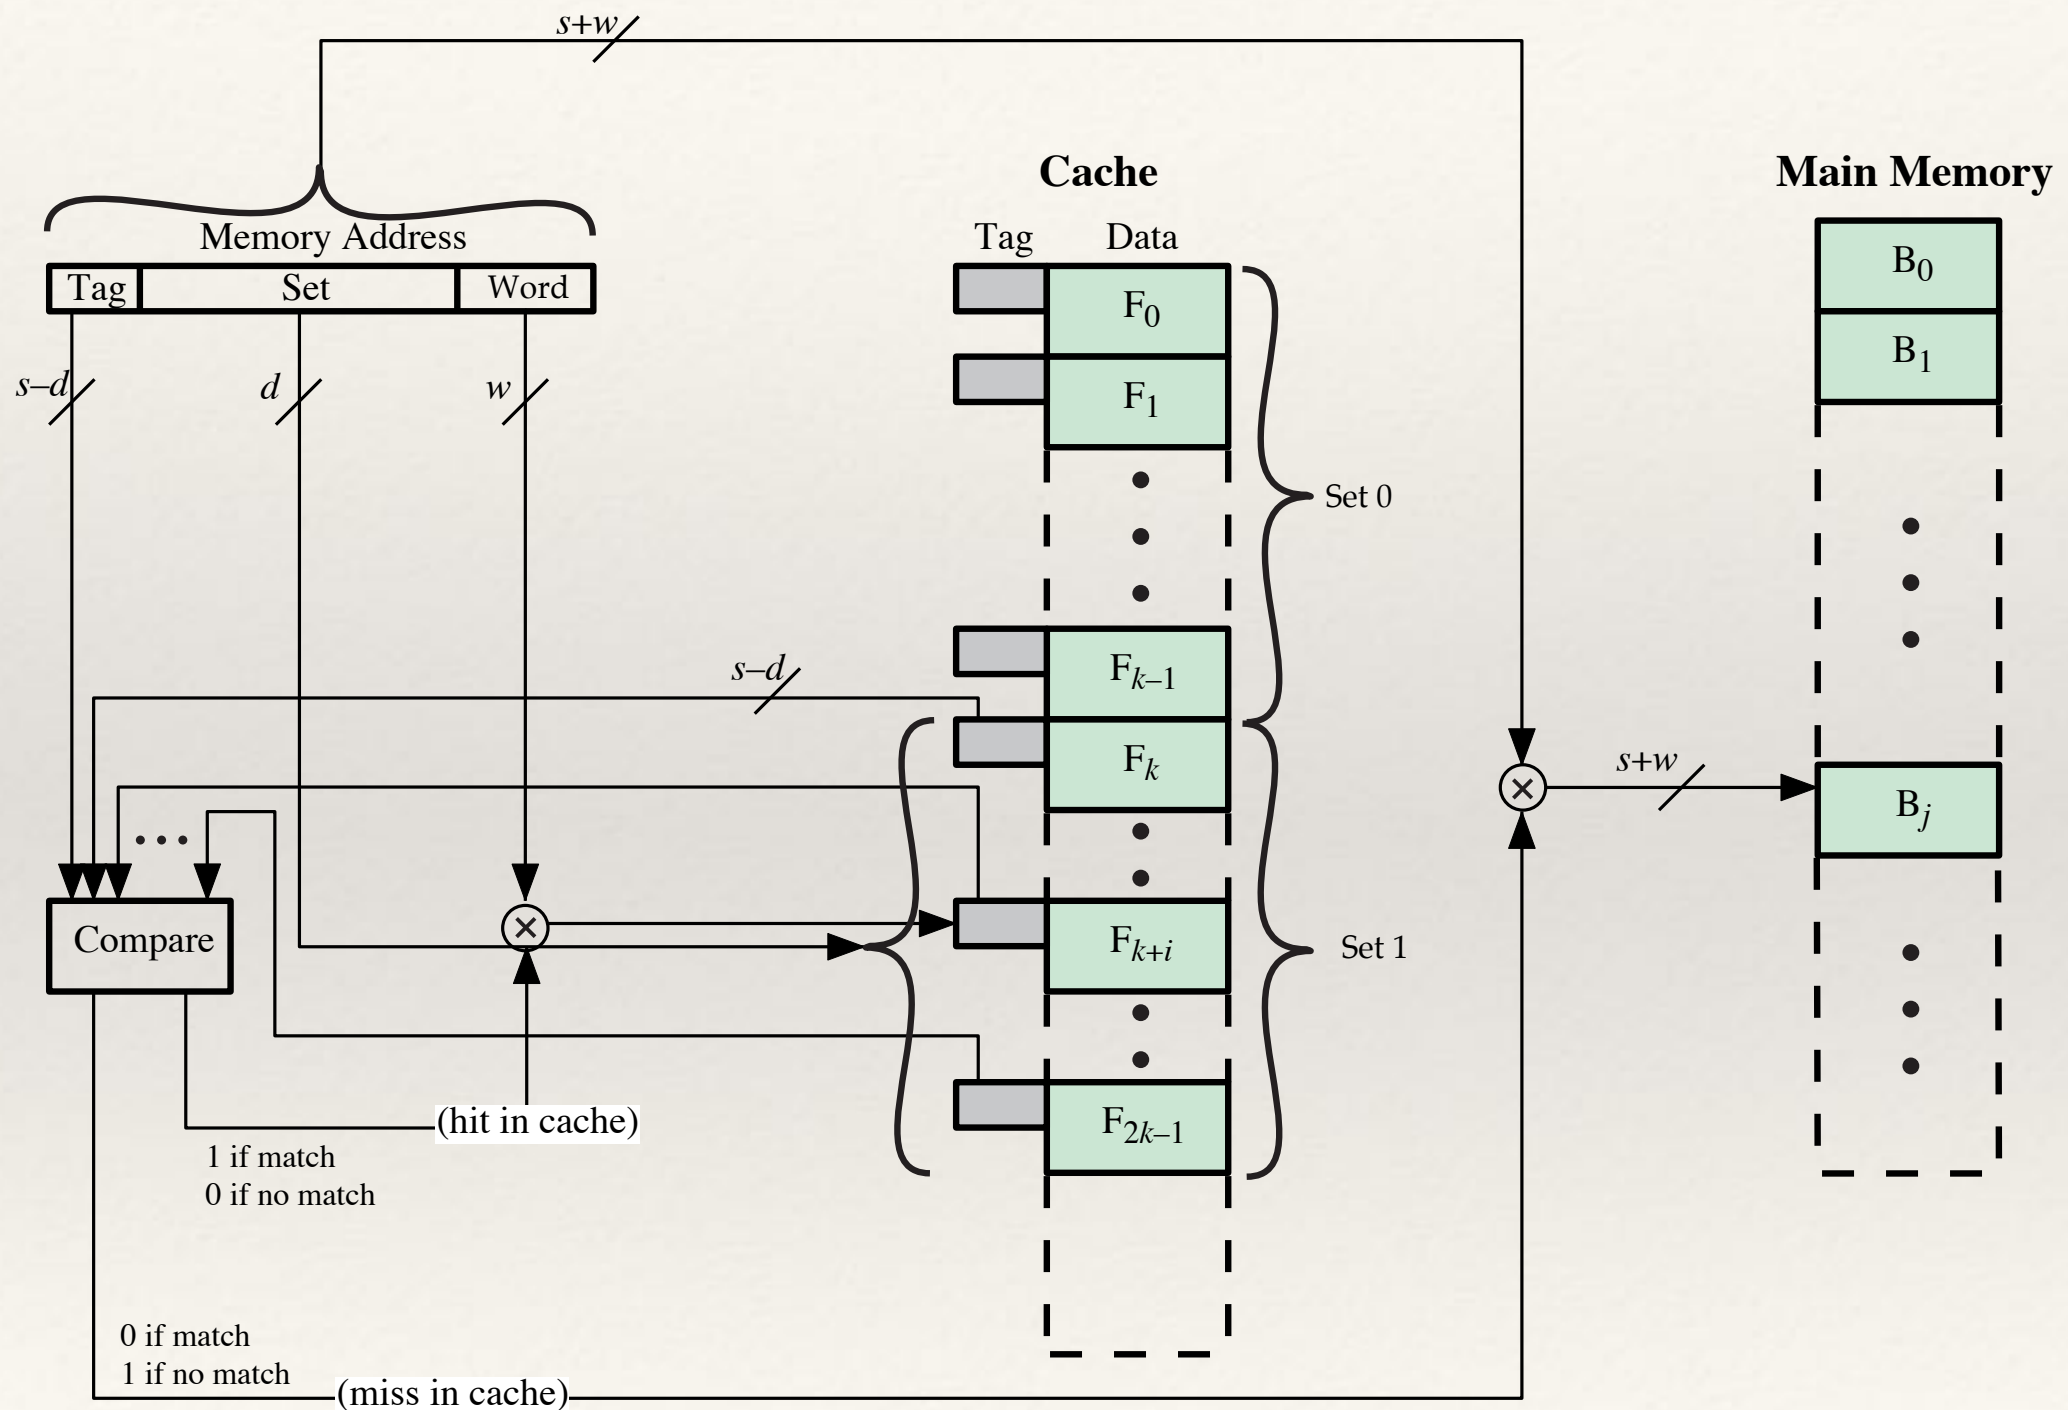 s+w
Cache
Main Memory
Memory Address
Tag Data
Tag Set Word
B0
B1
F0
F1
s–d
d
w
Set 0
Fk–1
s–d
Fk
s+w
Bj
Compare
Fk+i
Set 1
F2k–1
(hit in cache)
1 if match
0 if no match
0 if match
1 if no match
(miss in cache)